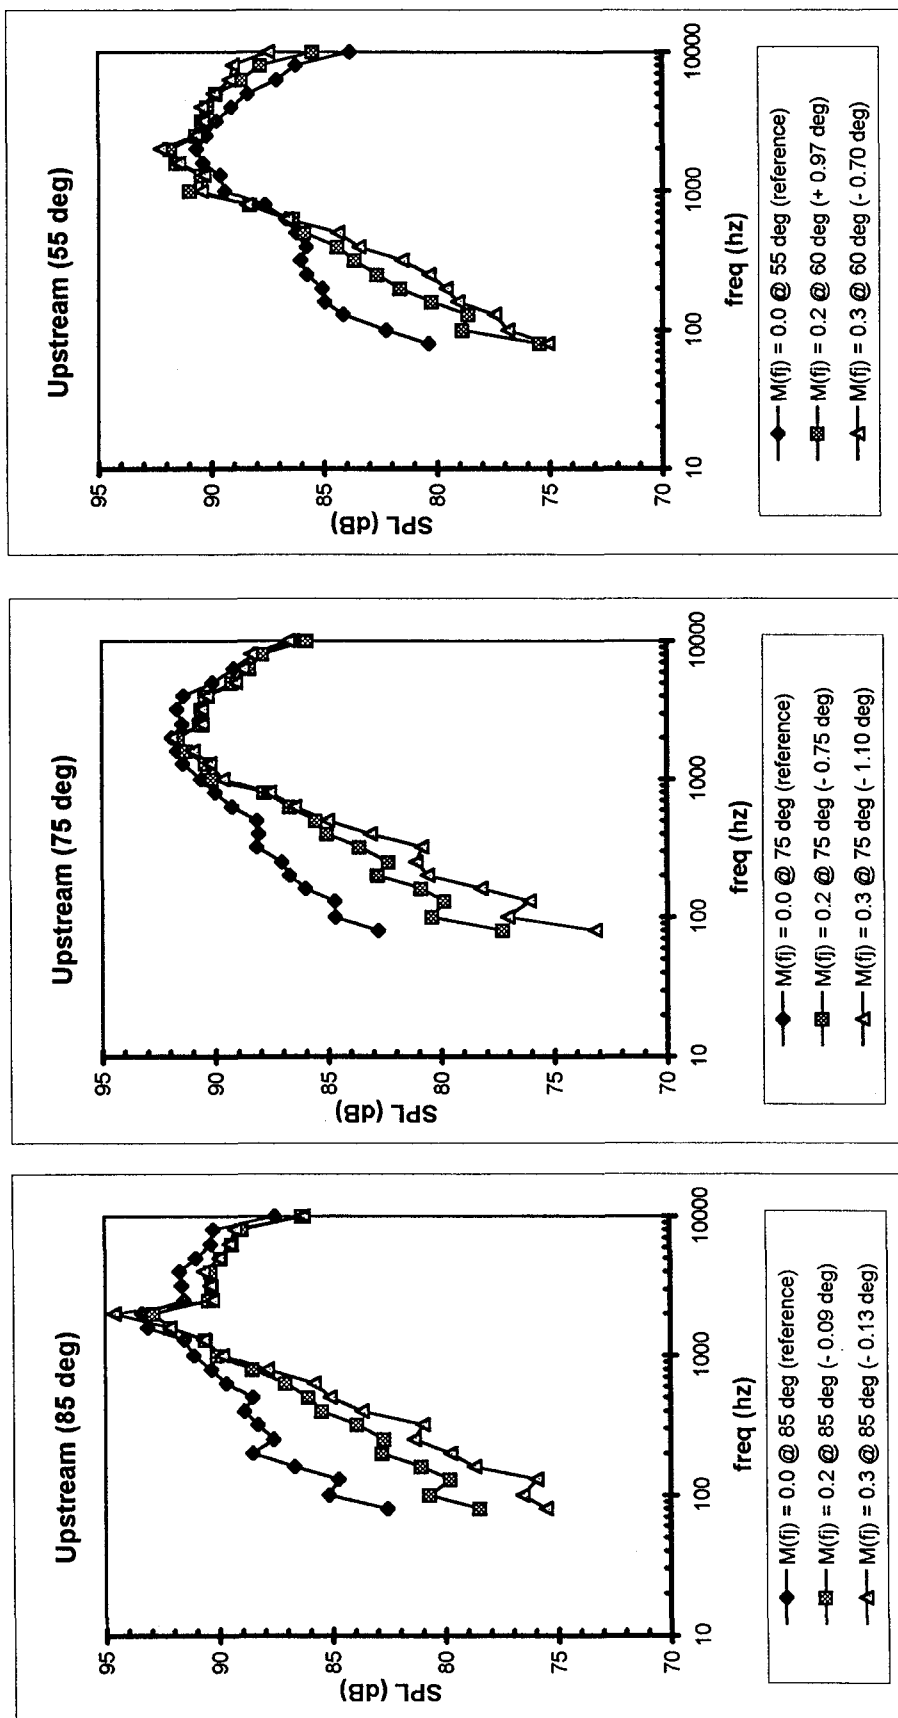 Upstream (85 deg)
SPL (dB)
95
90
85
80
75
70
10
100
1000
10000
freq (hz)
M(fj) = 0.0 @ 85 deg (reference)
M(fj) = 0.2 @ 85 deg (- 0.09 deg)
M(fj) = 0.3 @ 85 deg (- 0.13 deg)
Upstream (75 deg)
SPL (dB)
95
90
85
80
75
70
10
100
1000
10000
freq (hz)
M(fj) = 0.0 @ 75 deg (reference)
M(fj) = 0.2 @ 75 deg (- 0.75 deg)
M(fj) = 0.3 @ 75 deg (- 1.10 deg)
Upstream (55 deg)
SPL (dB)
95
90
85
80
75
70
10
100
1000
10000
freq (hz)
M(fj) = 0.0 @ 55 deg (reference)
M(fj) = 0.2 @ 60 deg (+ 0.97 deg)
M(fj) = 0.3 @ 60 deg (- 0.70 deg)